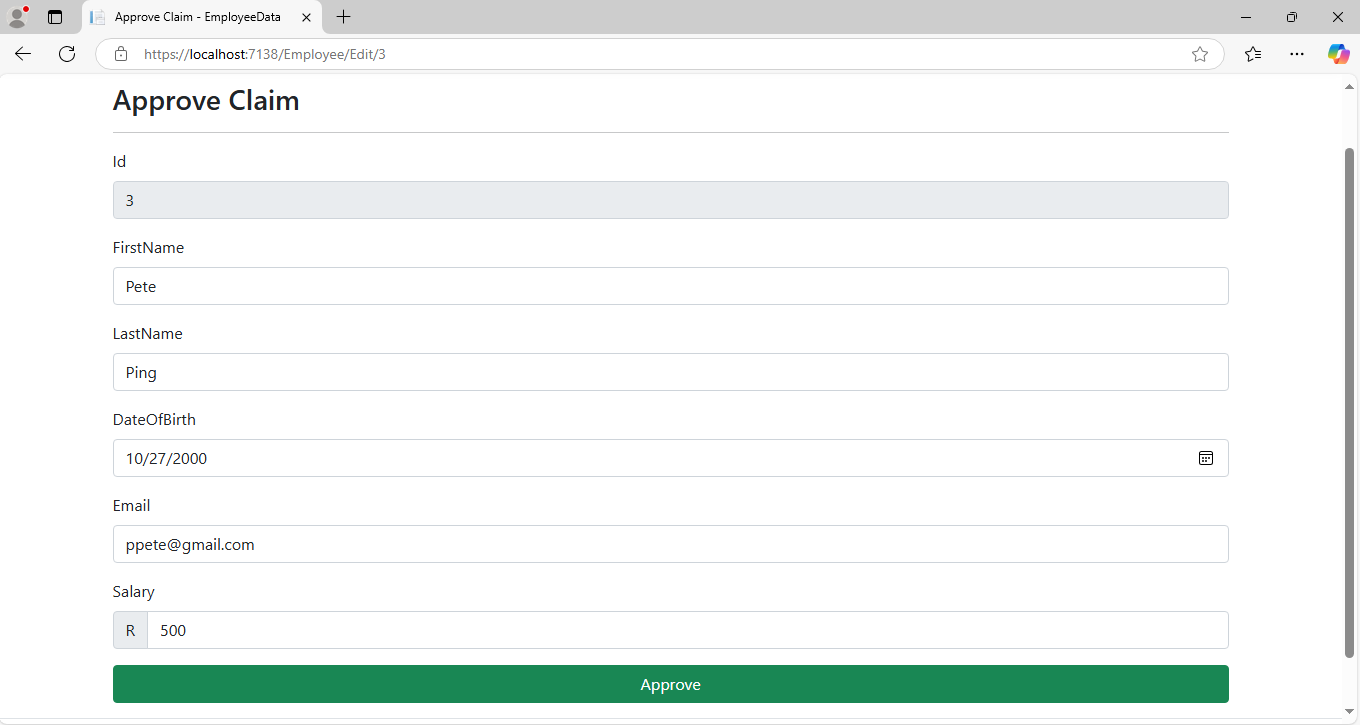 Approve Claim - EmployeeData
https://localhost:7138/Employee/Edit/3
Approve Claim
Id
3
FirstName
Pete
LastName
Ping
DateOfBirth
10/27/2000
Email
ppete@gmail.com
Salary
R 500
Approve